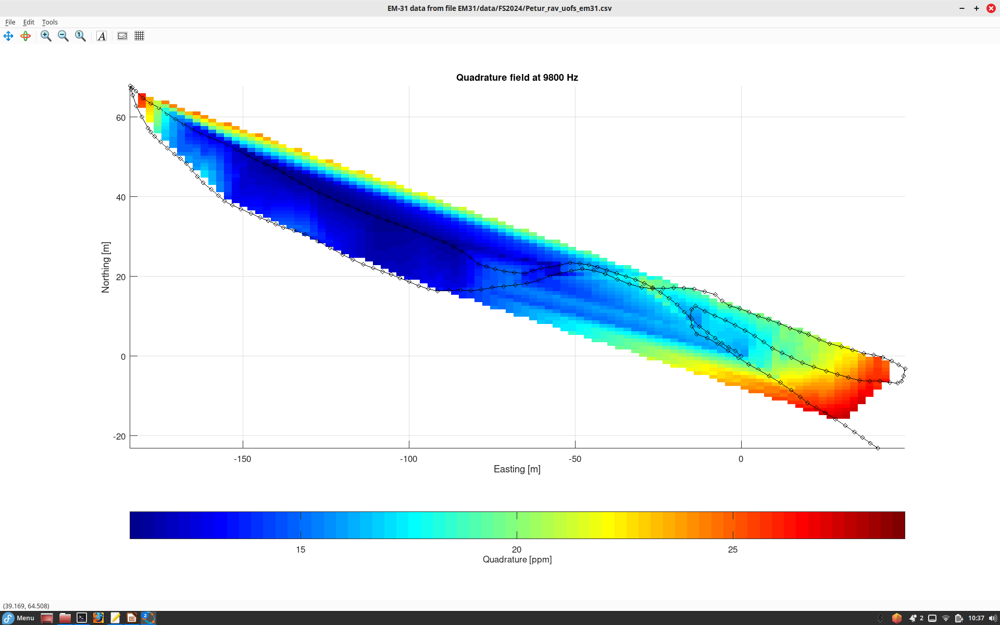 EM-31 data from file EM31/data/FS2024/Petur_rav_uofs_em31.csv
File Edit Tools
Quadrature field at 9800 Hz
60
40
20
0
-20
Northing [m]
-150 -100 -50 0
Easting [m]
15 20 25
Quadrature [ppm]
(39.169, 64.508)
Menu 2 2 10:37